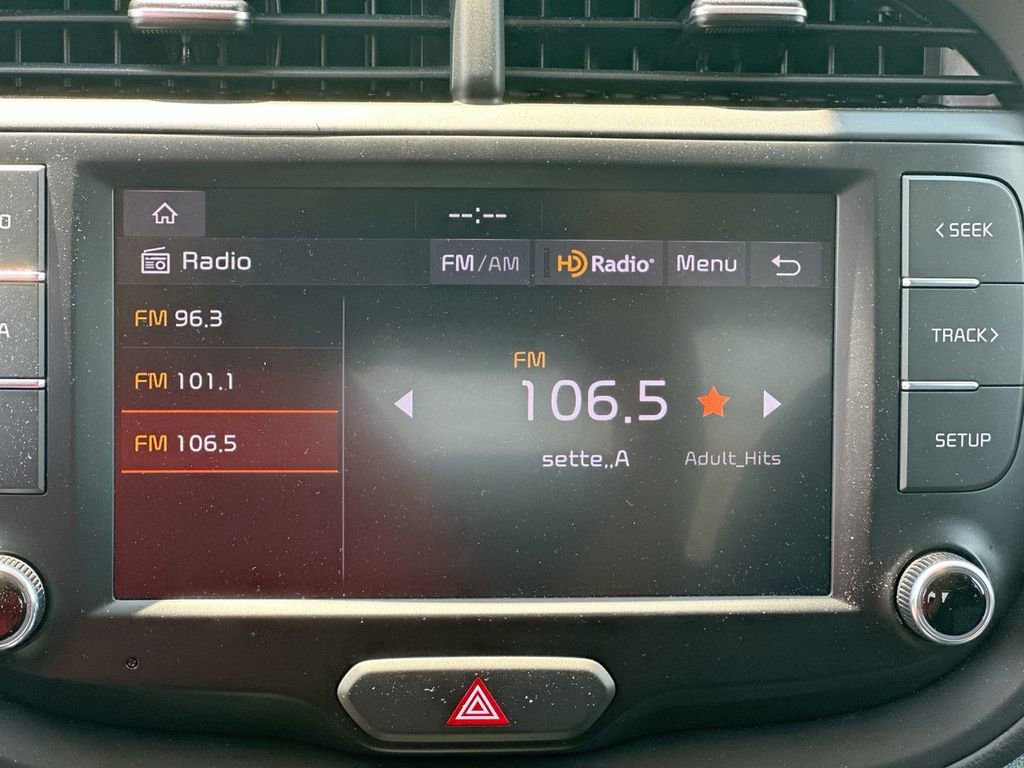 --:--
Radio
FM/AM
HD Radio
Menu
FM 96.3
FM 101.1
FM 106.5
FM
106.5
sette,,A
Adult_Hits
< SEEK
TRACK >
SETUP
A